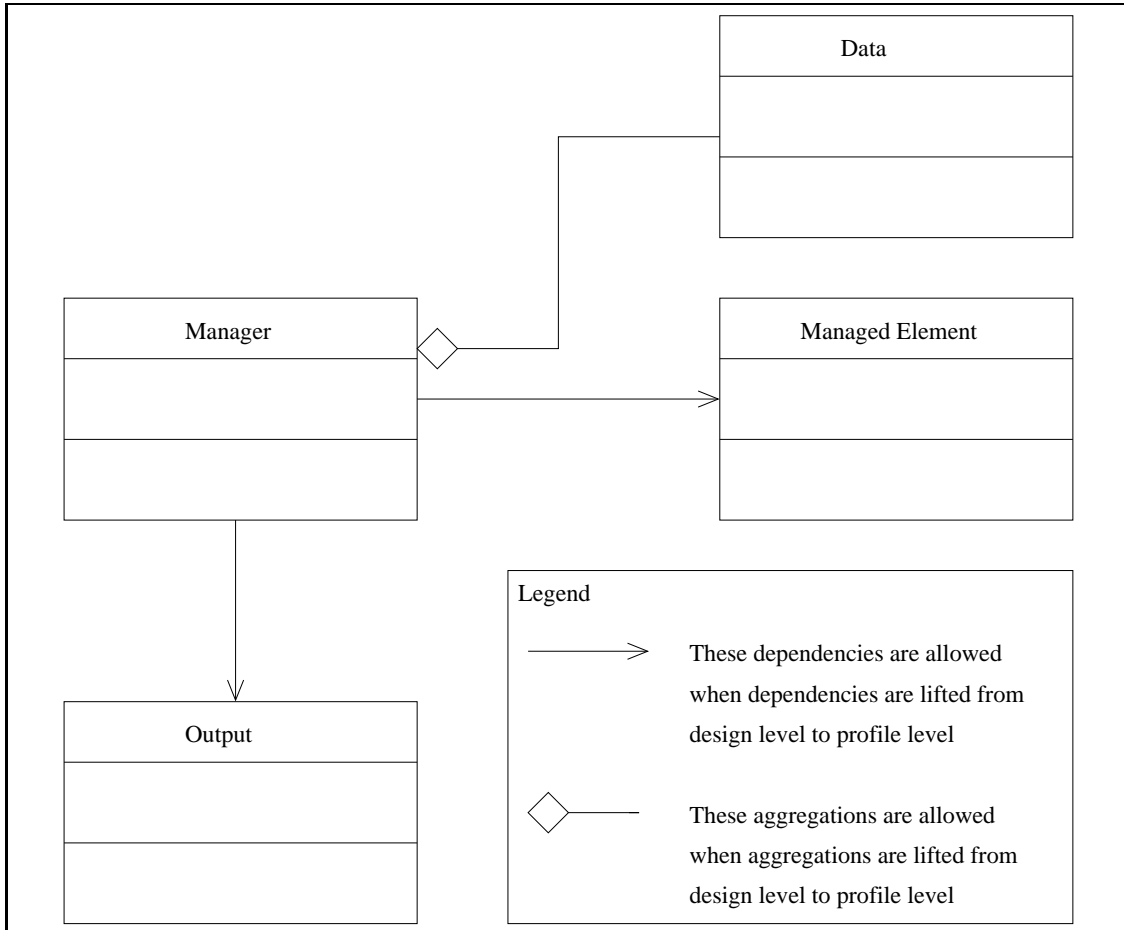 Data
Manager
Managed Element
Output
Legend
These dependencies are allowed
when dependencies are lifted from
design level to profile level
These aggregations are allowed
when aggregations are lifted from
design level to profile level